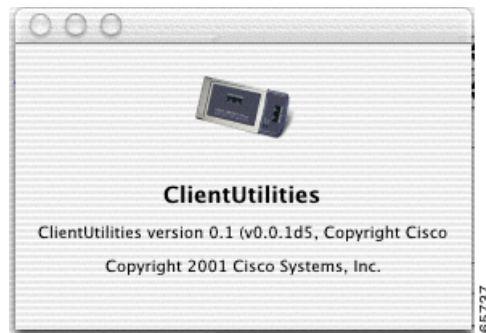 ClientUtilities
ClientUtilities version 0.1 (v0.0.1d5, Copyright Cisco
Copyright 2001 Cisco Systems, Inc.
65737